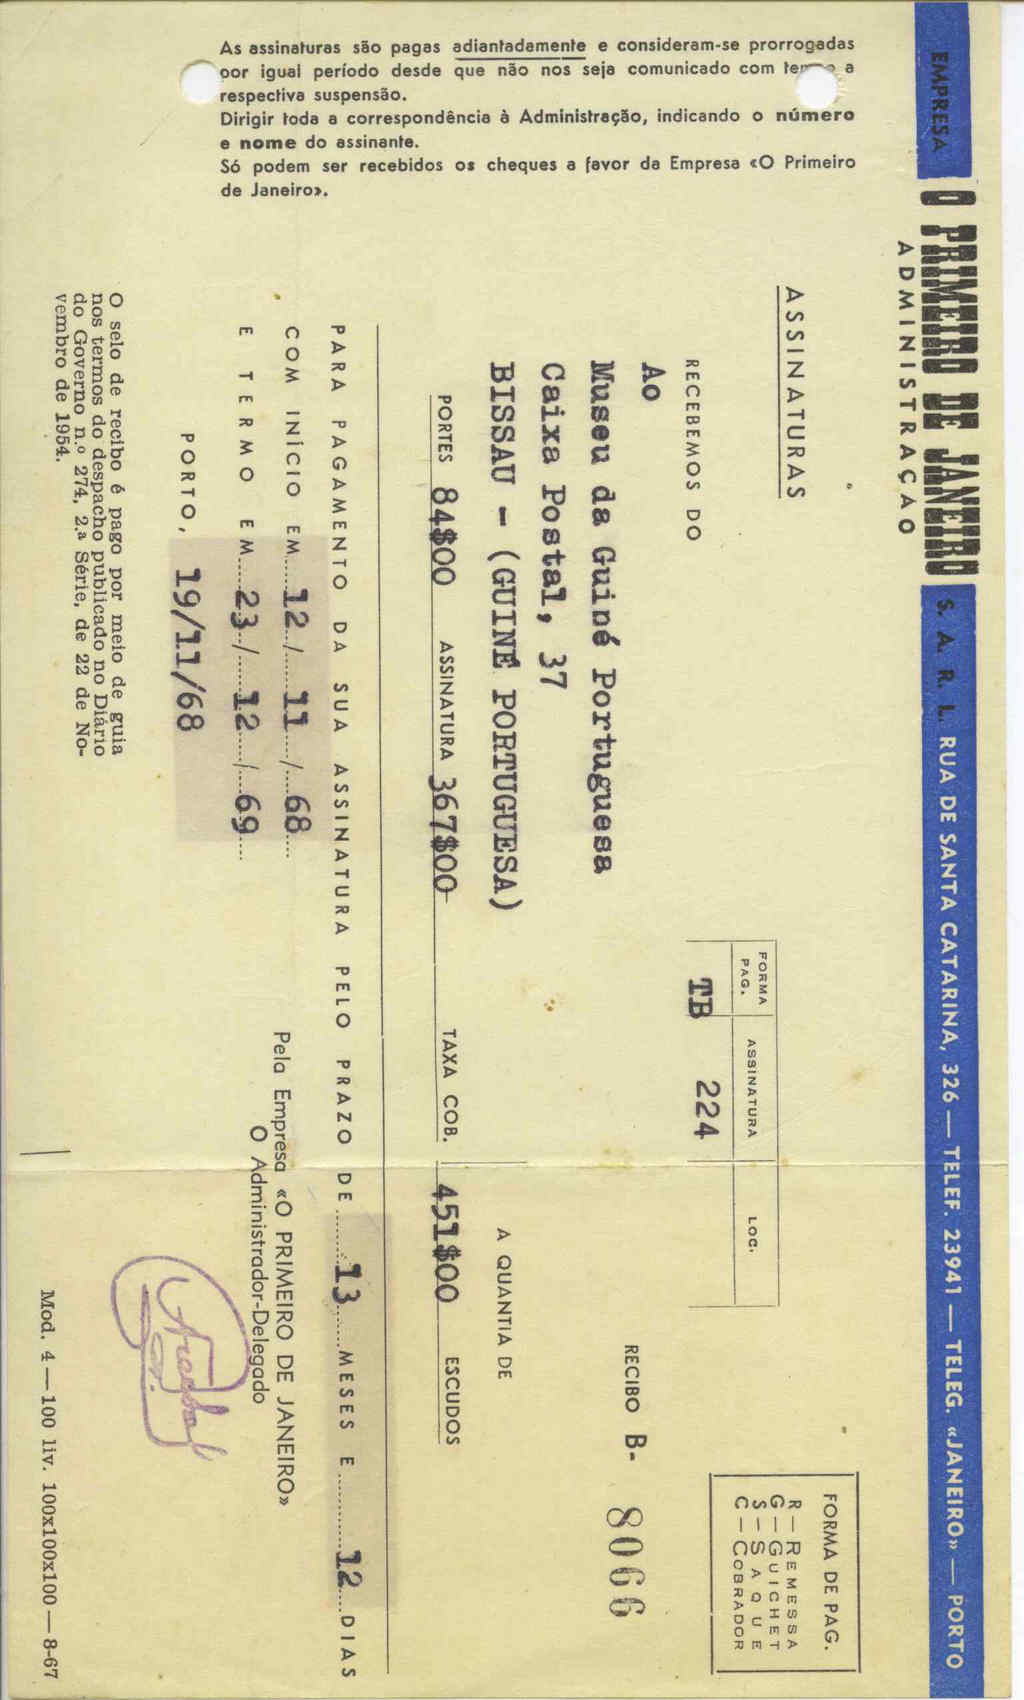 EMPRESA O PRIMEIRO DE JANEIRO S. A. R. L. RUA DE SANTA CATARINA, 326 — TELEF. 23941 — TELEG. «JANEIRO» — PORTO
ADMINISTRAÇÃO
ASSINATURAS
FORMA DE PAG.
R — REMESSA
G — GUICHET
S — SAQUE
C — COBRADOR
FORMA PAG. ASSINATURA LOC.
TB 224
RECEBEMOS DO
RECIBO B- 8066
Ao
Museu da Guiné Portuguesa
Caixa Postal, 37
BISSAU - (GUINÉ PORTUGUESA)
A QUANTIA DE
PORTES 84$00 ASSINATURA 367$00 TAXA COB. 451$00 ESCUDOS
PARA PAGAMENTO DA SUA ASSINATURA PELO PRAZO DE 13 MESES E 12 DIAS
COM INÍCIO EM 12 / 11 / 68
E TERMO EM 23 / 12 / 69
PORTO, 19/11/68
Pela Empresa «O PRIMEIRO DE JANEIRO»
O Administrador-Delegado
O selo de recibo é pago por meio de guia
nos termos do despacho publicado no Diário
do Governo n.º 274, 2.ª Série, de 22 de No-
vembro de 1954.
Mod. 4 — 100 liv. 100x100x100 — 8-67
As assinaturas são pagas adiantadamente e consideram-se prorrogadas
por igual período desde que não nos seja comunicado com a
respectiva suspensão.
Dirigir toda a correspondência à Administração, indicando o número
e nome do assinante.
Só podem ser recebidos os cheques a favor da Empresa «O Primeiro
de Janeiro».